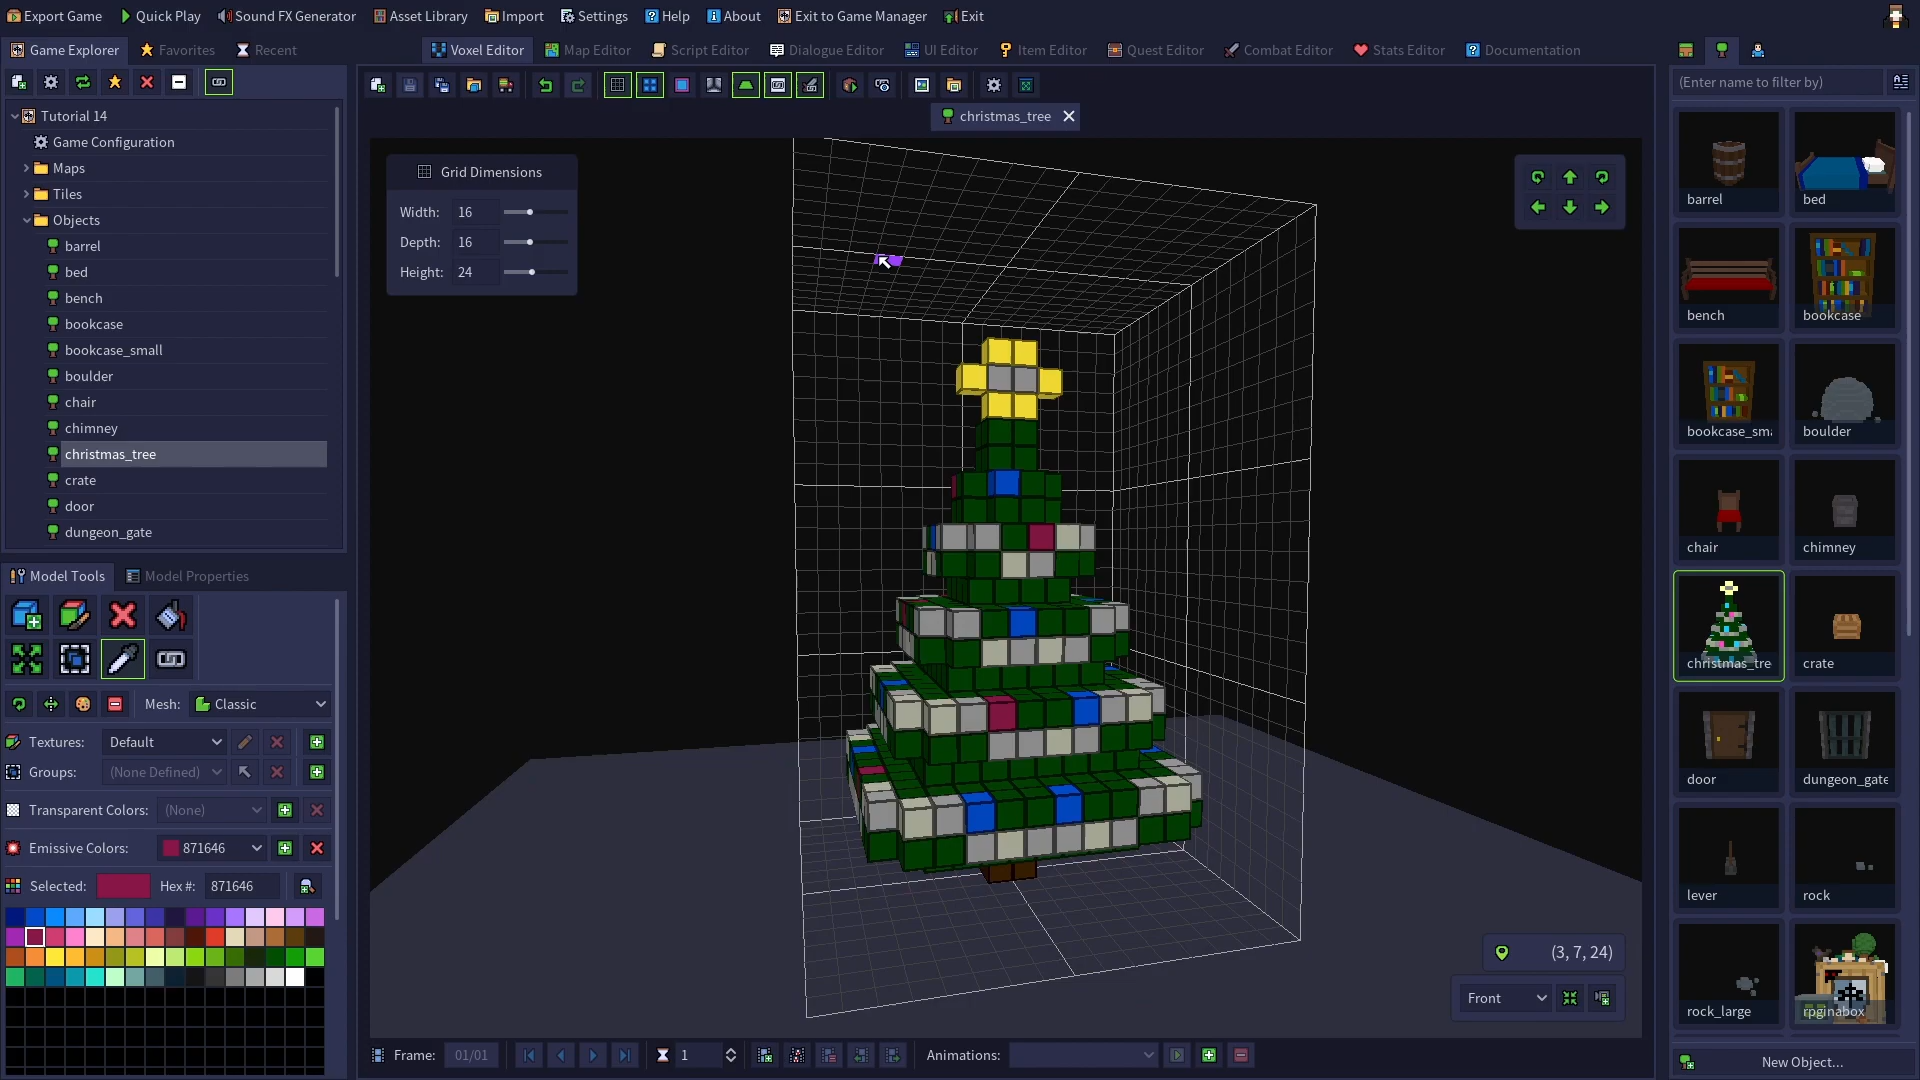 Export Game Quick Play Sound FX Generator Asset Library Import Settings Help About Exit to Game Manager Exit
Game Explorer Favorites Recent
Voxel Editor Map Editor Script Editor Dialogue Editor UI Editor Item Editor Quest Editor Combat Editor Stats Editor Documentation
(Enter name to filter by)
christmas_tree
Tutorial 14
Game Configuration
Maps
Tiles
Objects
barrel
bed
bench
bookcase
bookcase_small
boulder
chair
chimney
christmas_tree
crate
door
dungeon_gate
Model Tools Model Properties
Mesh: Classic
Textures: Default
Groups: (None Defined)
Transparent Colors: (None)
Emissive Colors: 871646
Selected: Hex #: 871646
Grid Dimensions
Width: 16
Depth: 16
Height: 24
(3, 7, 24)
Front
Frame: 01/01 1 Animations:
barrel bed
bench bookcase
bookcase_sma boulder
chair chimney
christmas_tre crate
door dungeon_gate
lever rock
rock_large rpginabox
New Object...